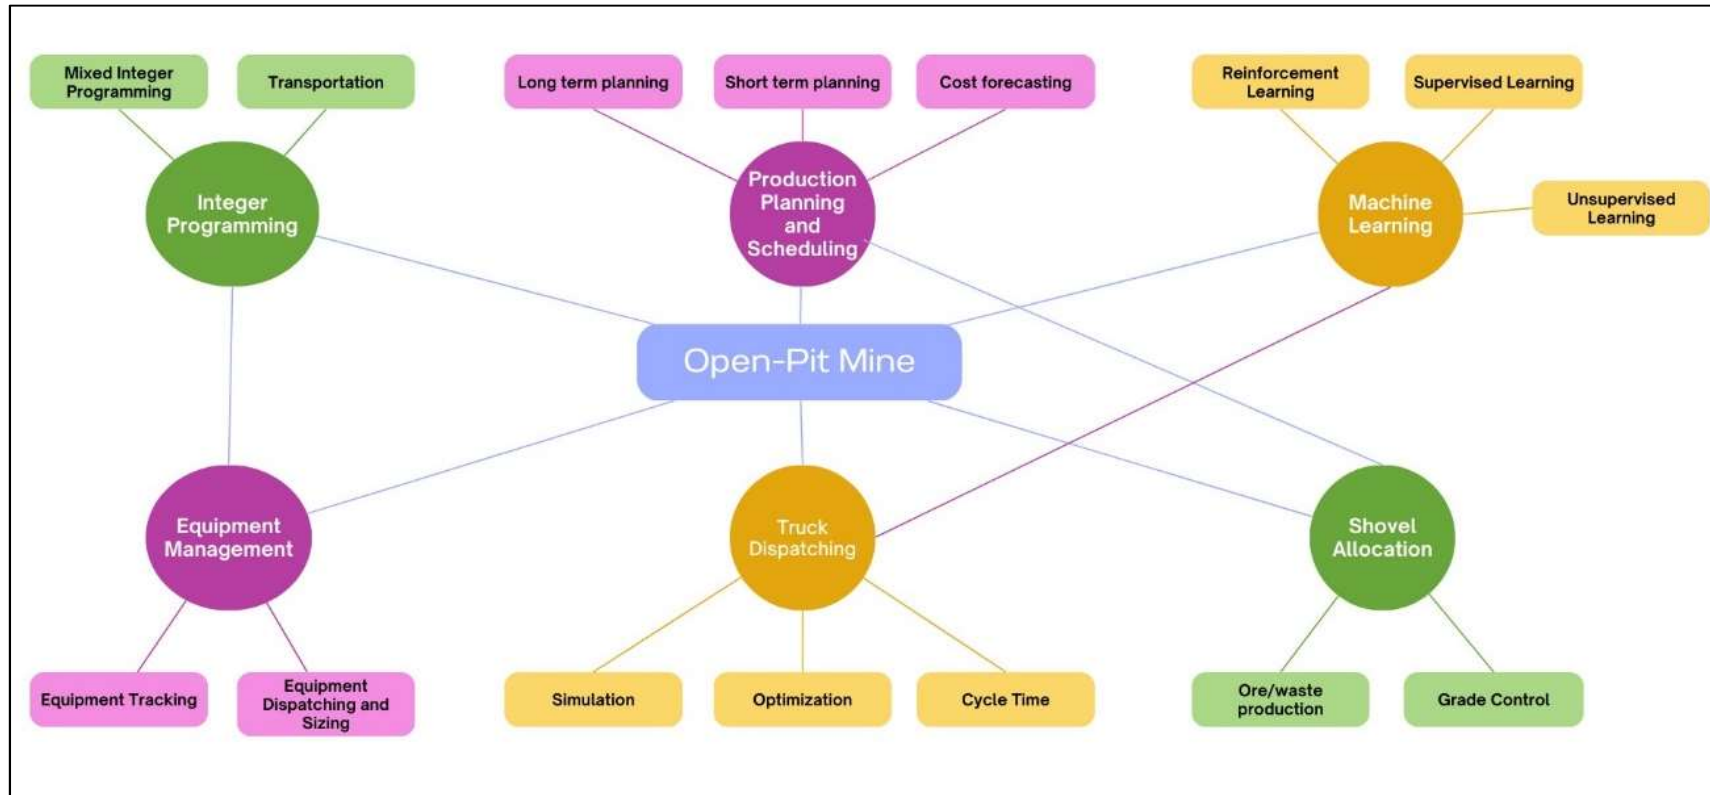 Mixed Integer
Programming
Transportation
Long term planning
Short term planning
Cost forecasting
Reinforcement
Learning
Supervised Learning
Unsupervised
Learning
Integer
Programming
Production
Planning
and
Scheduling
Machine
Learning
Open-Pit Mine
Equipment
Management
Truck
Dispatching
Shovel
Allocation
Equipment Tracking
Equipment
Dispatching and
Sizing
Simulation
Optimization
Cycle Time
Ore/waste
production
Grade Control